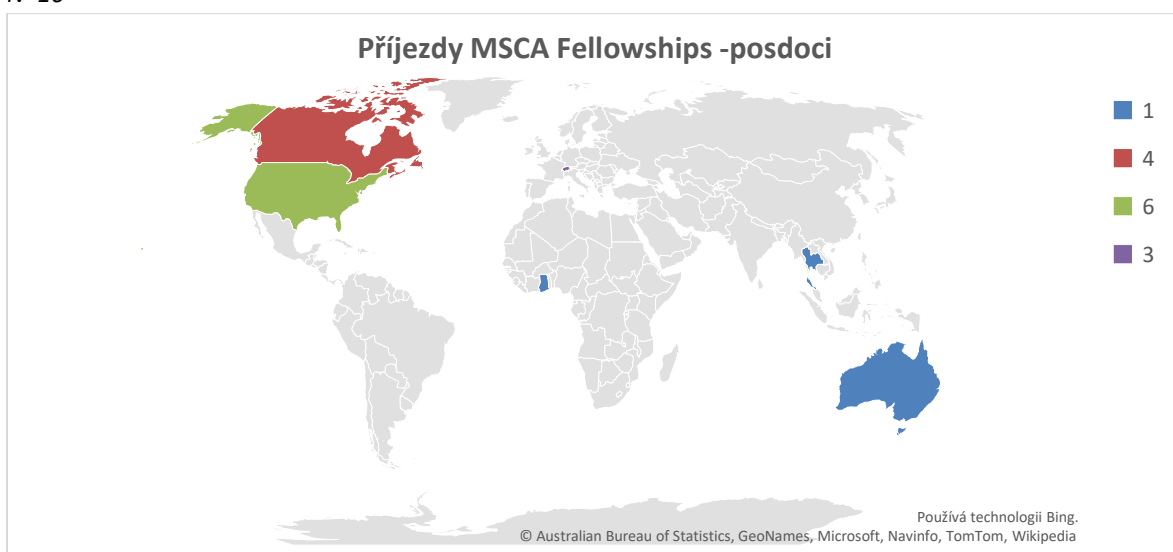 Příjezdy MSCA Fellowships -posdoci
1
4
6
3
Používá technologii Bing.
© Australian Bureau of Statistics, GeoNames, Microsoft, Navinfo, TomTom, Wikipedia